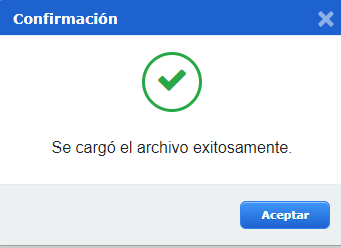 Confirmación
Se cargó el archivo exitosamente.
Aceptar